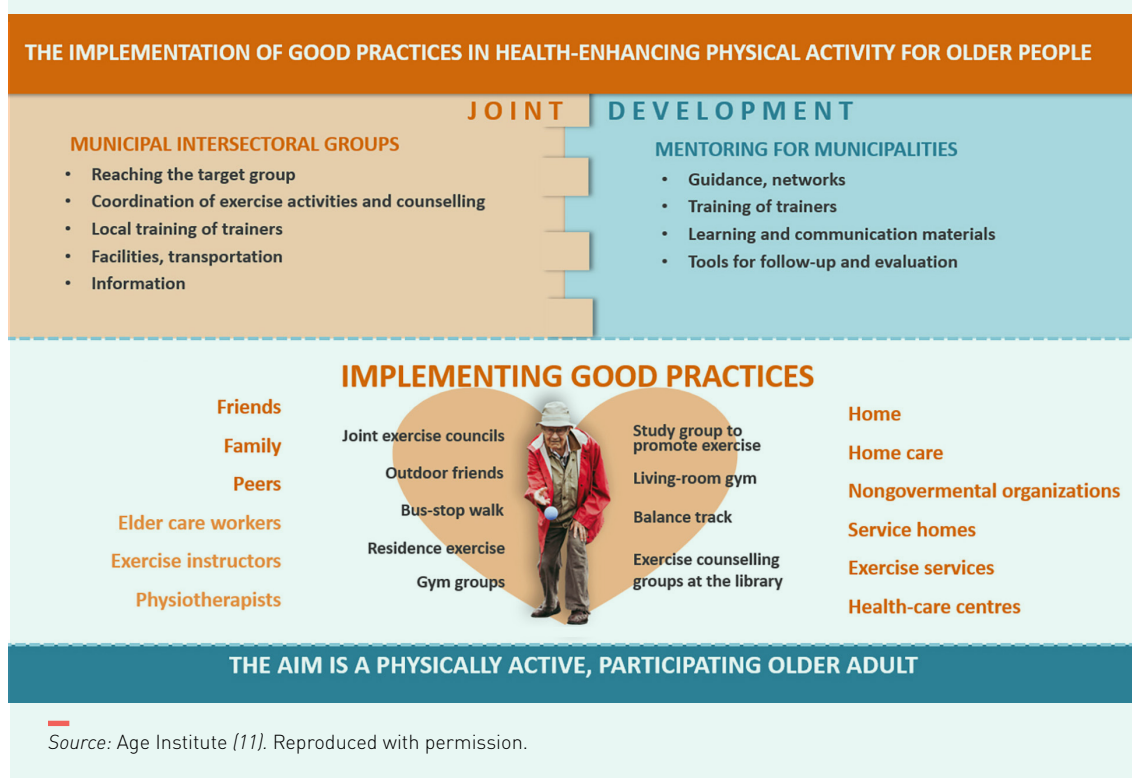 THE IMPLEMENTATION OF GOOD PRACTICES IN HEALTH-ENHANCING PHYSICAL ACTIVITY FOR OLDER PEOPLE
JOINT DEVELOPMENT
MUNICIPAL INTERSECTORAL GROUPS
• Reaching the target group
• Coordination of exercise activities and counselling
• Local training of trainers
• Facilities, transportation
• Information
MENTORING FOR MUNICIPALITIES
• Guidance, networks
• Training of trainers
• Learning and communication materials
• Tools for follow-up and evaluation
IMPLEMENTING GOOD PRACTICES
Friends
Family
Peers
Elder care workers
Exercise instructors
Physiotherapists
Joint exercise councils
Outdoor friends
Bus-stop walk
Residence exercise
Gym groups
Study group to
promote exercise
Living-room gym
Balance track
Exercise counselling
groups at the library
Home
Home care
Nongovermental organizations
Service homes
Exercise services
Health-care centres
THE AIM IS A PHYSICALLY ACTIVE, PARTICIPATING OLDER ADULT
Source: Age Institute (11). Reproduced with permission.